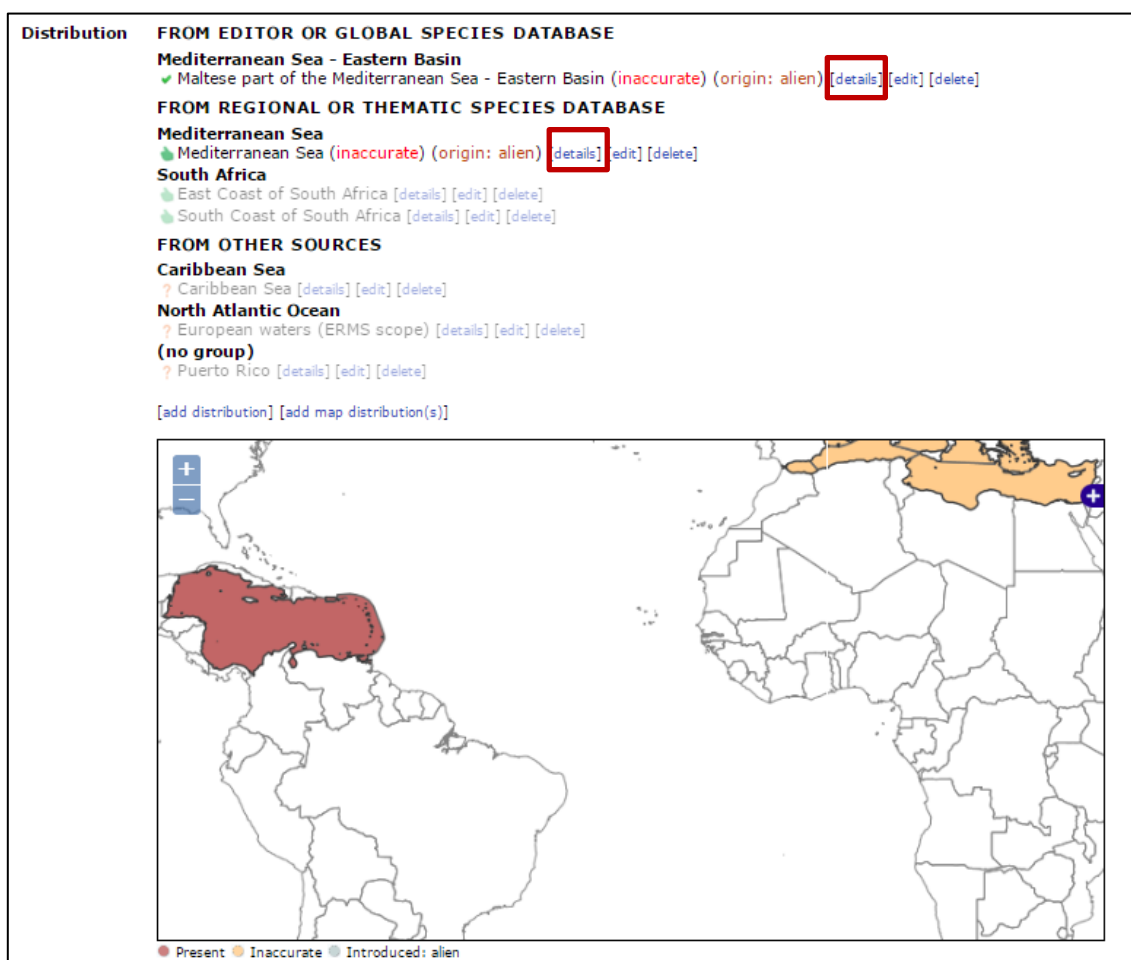 Distribution FROM EDITOR OR GLOBAL SPECIES DATABASE
Mediterranean Sea - Eastern Basin
✔ Maltese part of the Mediterranean Sea - Eastern Basin (inaccurate) (origin: alien) [details] [edit] [delete]
FROM REGIONAL OR THEMATIC SPECIES DATABASE
Mediterranean Sea
Mediterranean Sea (inaccurate) (origin: alien) [details] [edit] [delete]
South Africa
East Coast of South Africa [details] [edit] [delete]
South Coast of South Africa [details] [edit] [delete]
FROM OTHER SOURCES
Caribbean Sea
? Caribbean Sea [details] [edit] [delete]
North Atlantic Ocean
? European waters (ERMS scope) [details] [edit] [delete]
(no group)
? Puerto Rico [details] [edit] [delete]
[add distribution] [add map distribution(s)]
+
−
+
Present Inaccurate Introduced: alien